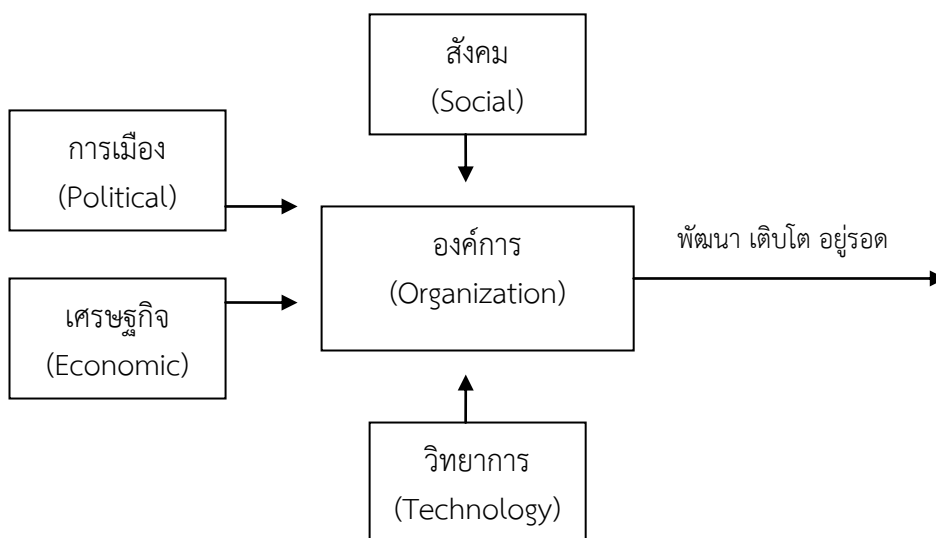 สังคม
(Social)
การเมือง
(Political)
องค์การ
(Organization)
พัฒนา เติบโต อยู่รอด
เศรษฐกิจ
(Economic)
วิทยาการ
(Technology)